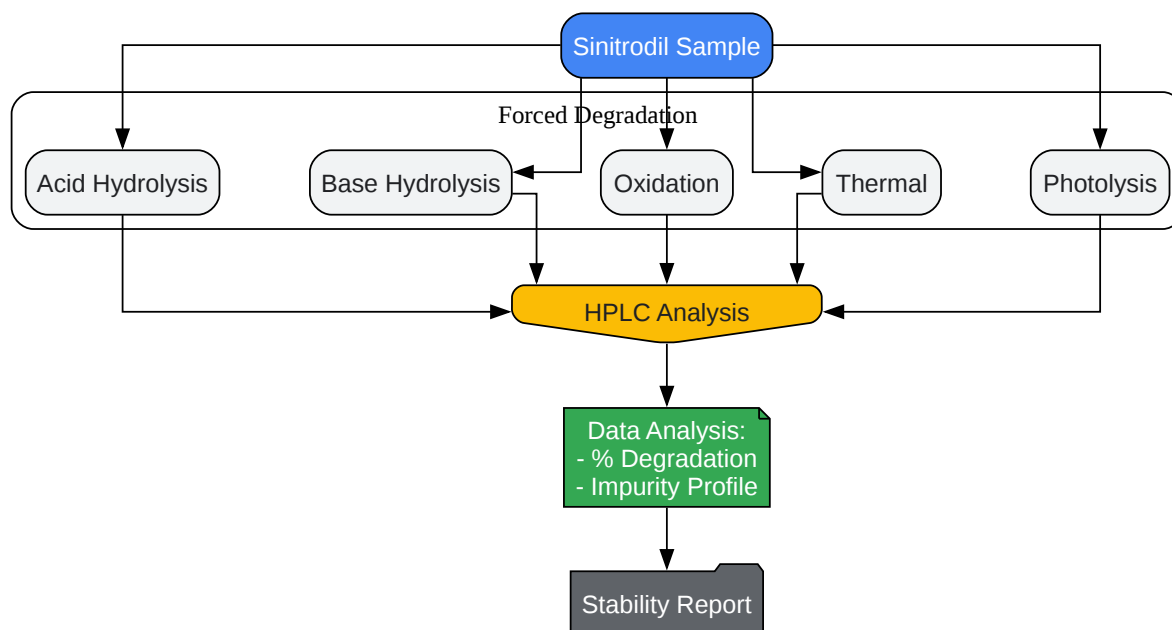 Sinitrodil Sample
Forced Degradation
Acid Hydrolysis
Base Hydrolysis
Oxidation
Thermal
Photolysis
HPLC Analysis
Data Analysis:
- % Degradation
- Impurity Profile
Stability Report